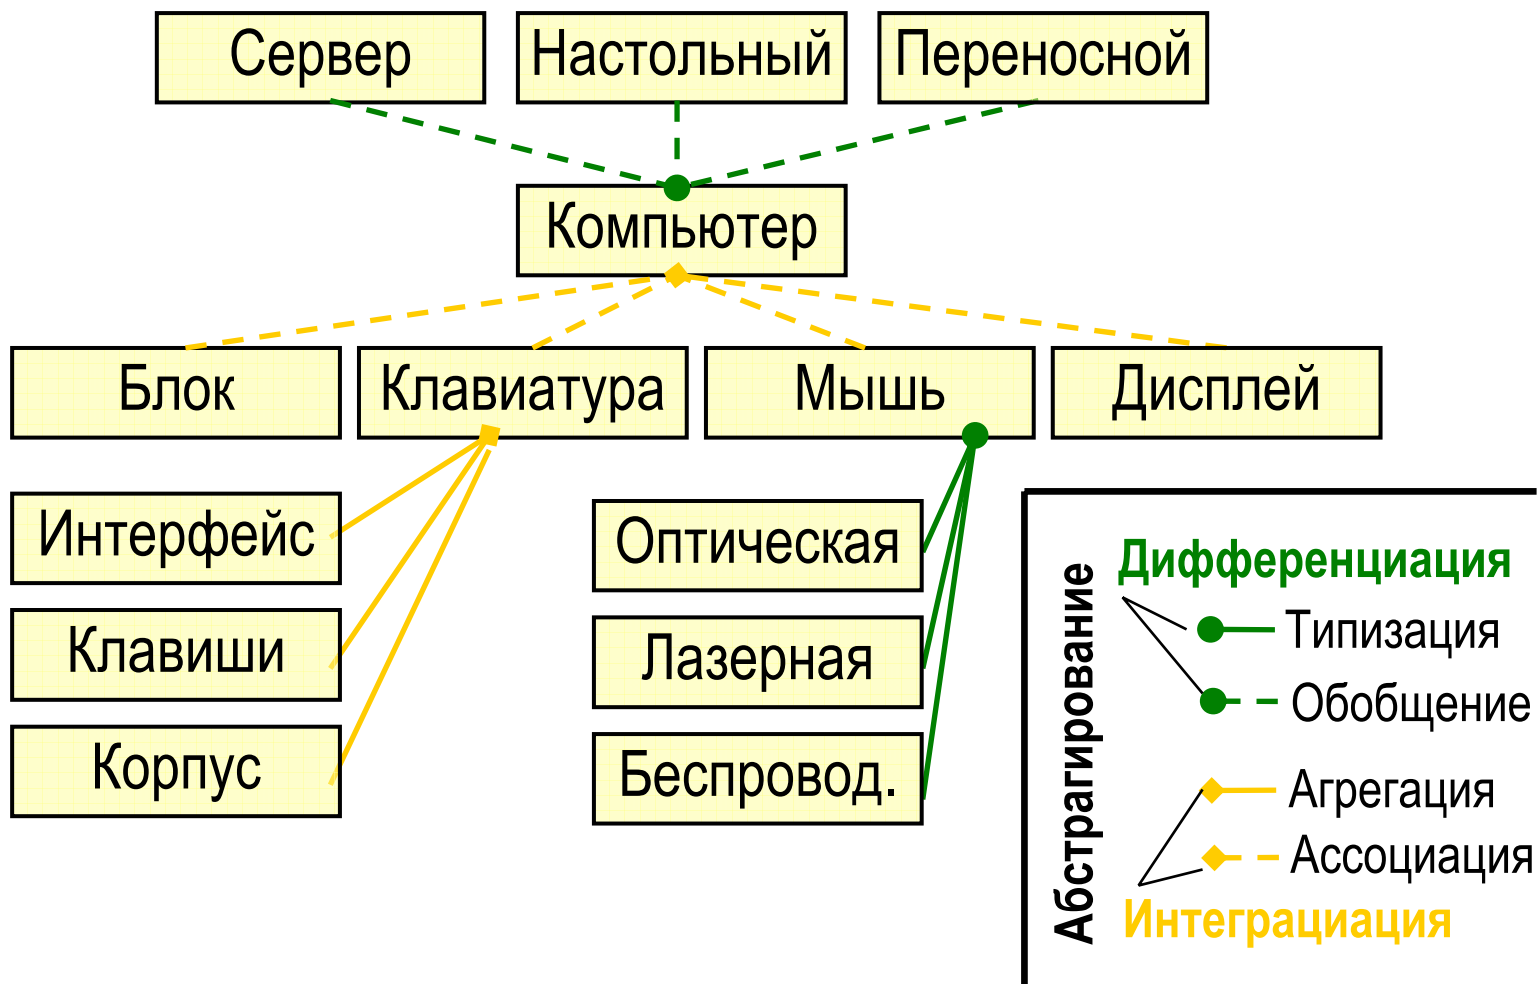 Сервер
Настольный
Переносной
Компьютер
Блок
Клавиатура
Мышь
Дисплей
Интерфейс
Клавиши
Корпус
Оптическая
Лазерная
Беспровод.
Абстрагирование
Дифференциация
Типизация
Обобщение
Агрегация
Ассоциация
Интеграциация